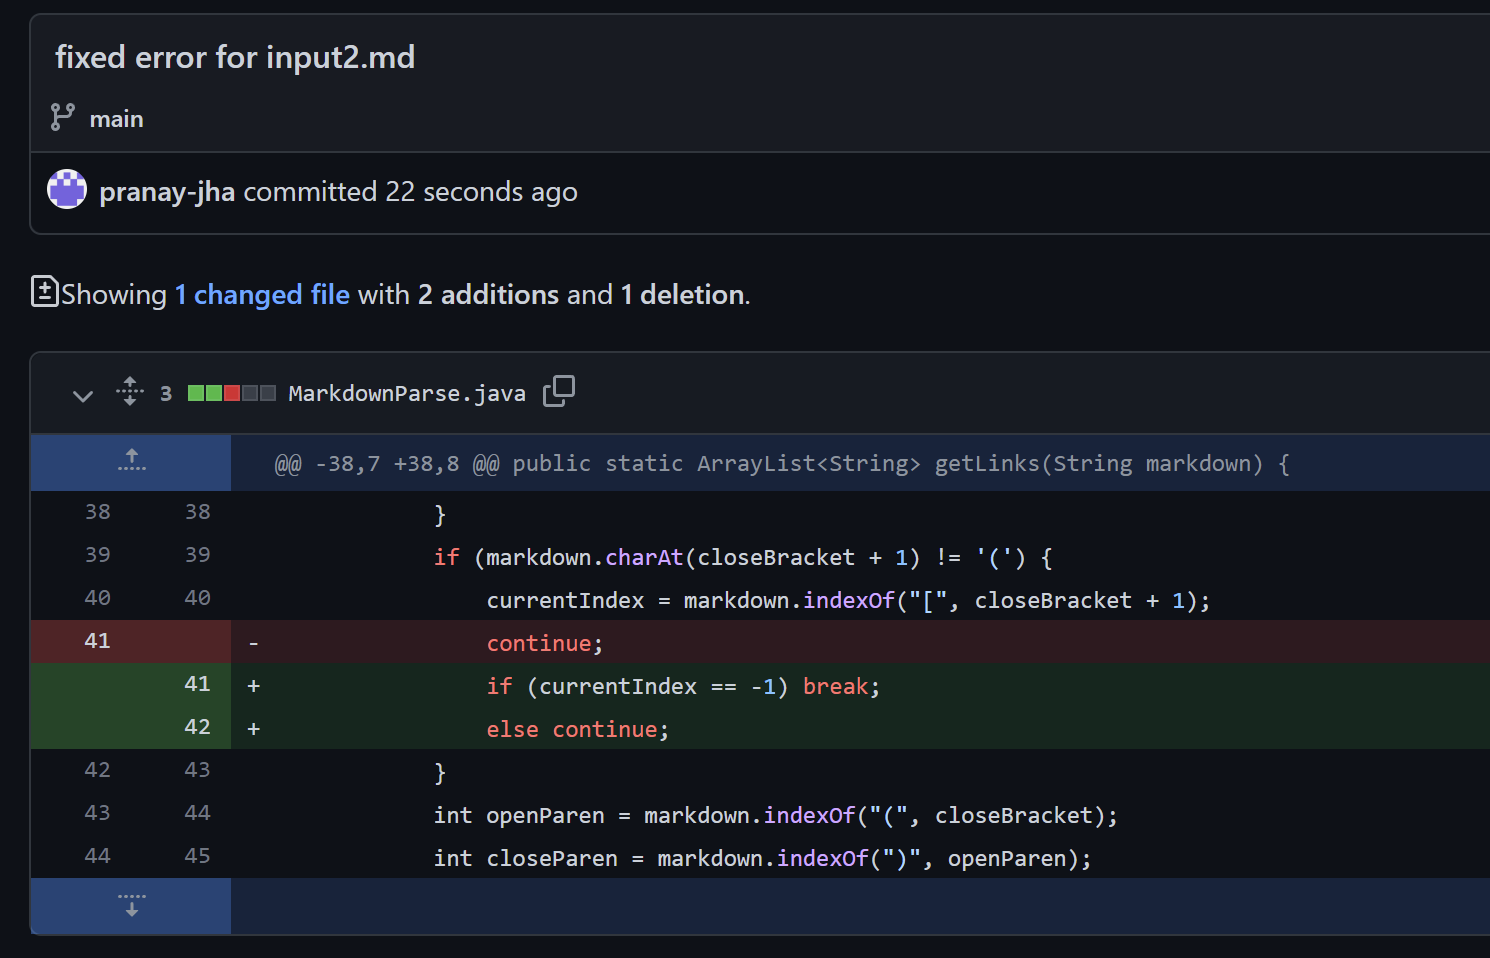 fixed error for input2.md
main
pranay-jha committed 22 seconds ago
Showing 1 changed file with 2 additions and 1 deletion.
3 MarkdownParse.java
@@ -38,7 +38,8 @@ public static ArrayList<String> getLinks(String markdown) {
38 38 }
39 39 if (markdown.charAt(closeBracket + 1) != '(') {
40 40 currentIndex = markdown.indexOf("[", closeBracket + 1);
41 - continue;
41 + if (currentIndex == -1) break;
42 + else continue;
42 43 }
43 44 int openParen = markdown.indexOf("(", closeBracket);
44 45 int closeParen = markdown.indexOf(")", openParen);